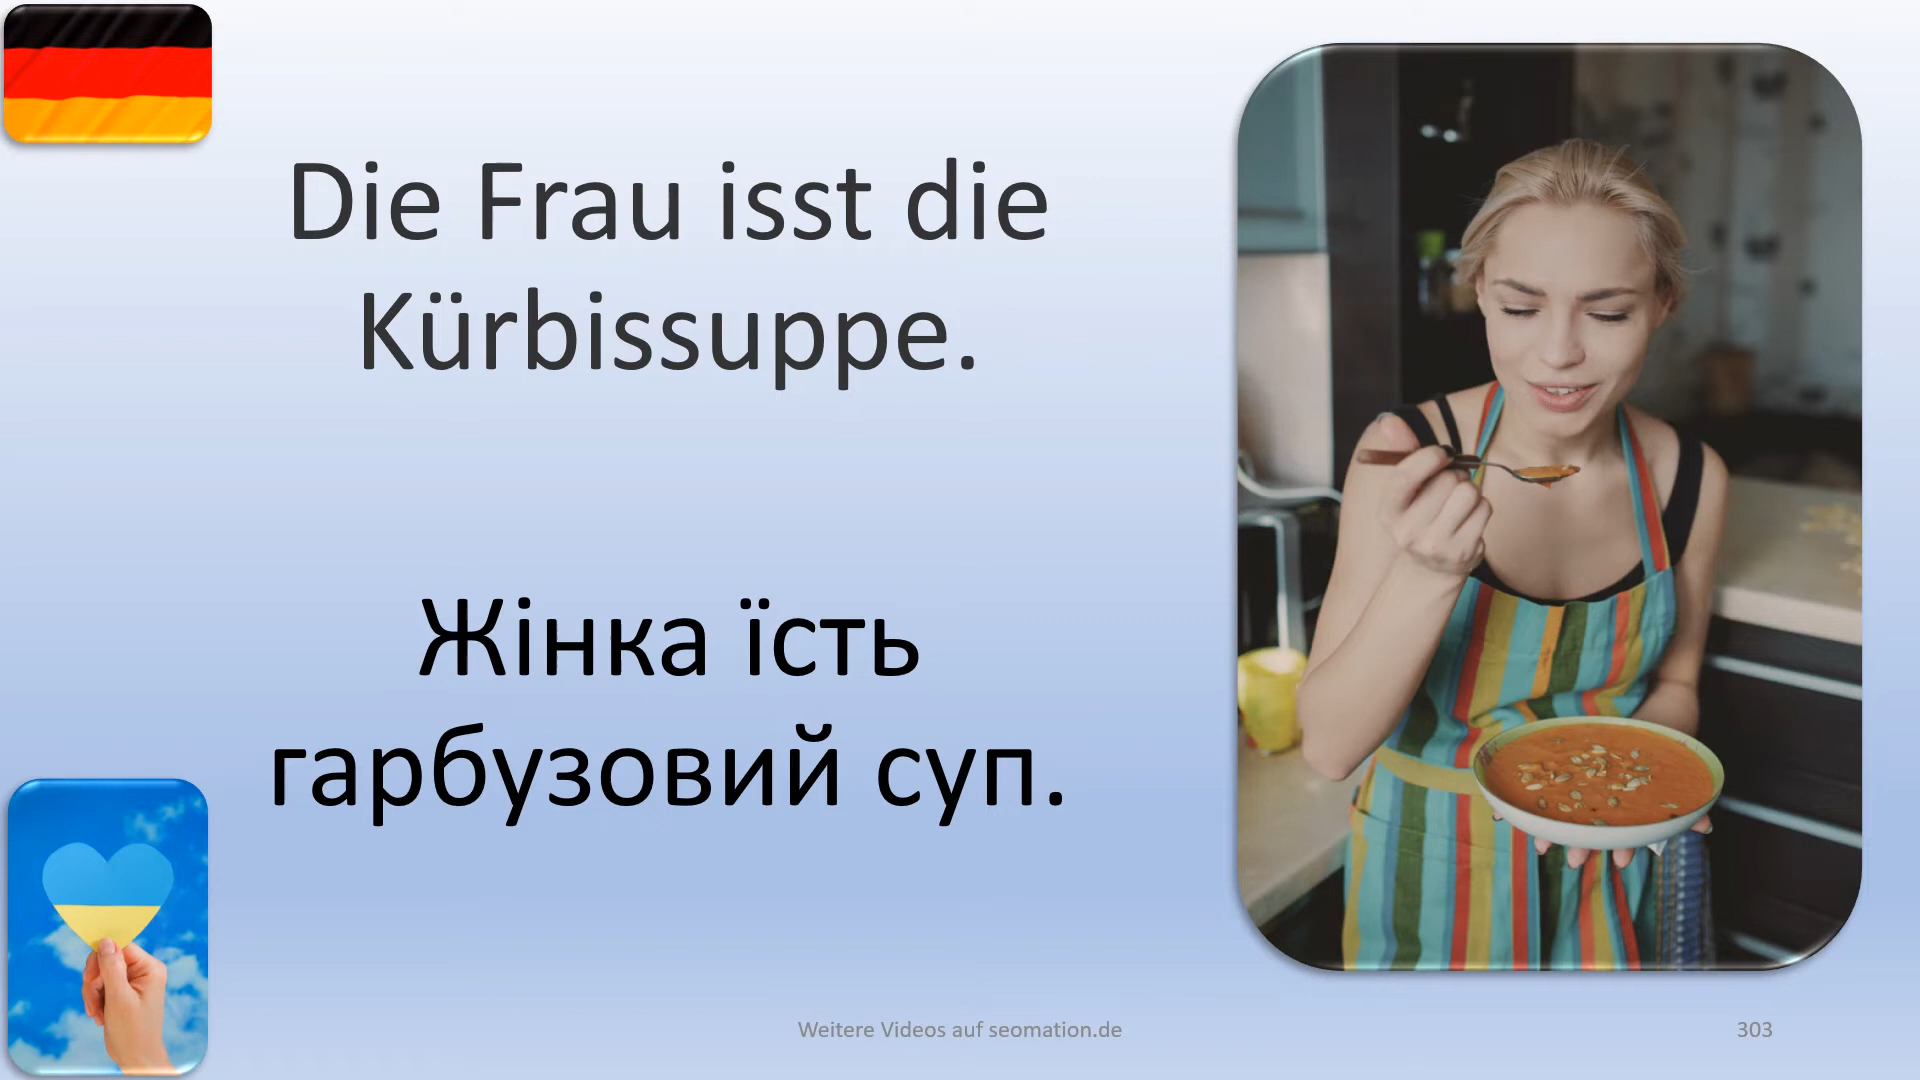 Die Frau isst die
Kürbissuppe.
Жінка їсть
гарбузовий суп.
Weitere Videos auf seomation.de
303